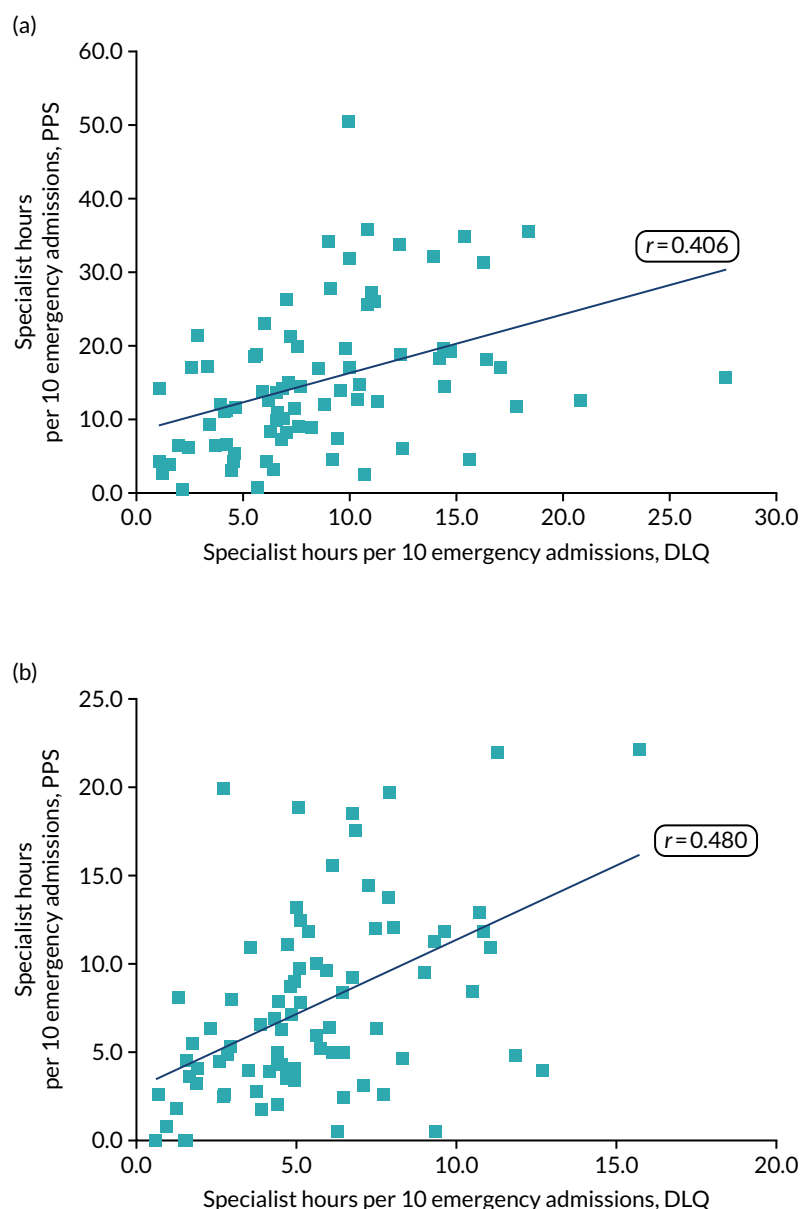 (a)
60.0
50.0
40.0
30.0
20.0
10.0
0.0
Specialist hours
per 10 emergency admissions, PPS
r = 0.406
0.0 5.0 10.0 15.0 20.0 25.0 30.0
Specialist hours per 10 emergency admissions, DLQ
(b)
25.0
20.0
15.0
10.0
5.0
0.0
Specialist hours
per 10 emergency admissions, PPS
r = 0.480
0.0 5.0 10.0 15.0 20.0
Specialist hours per 10 emergency admissions, DLQ